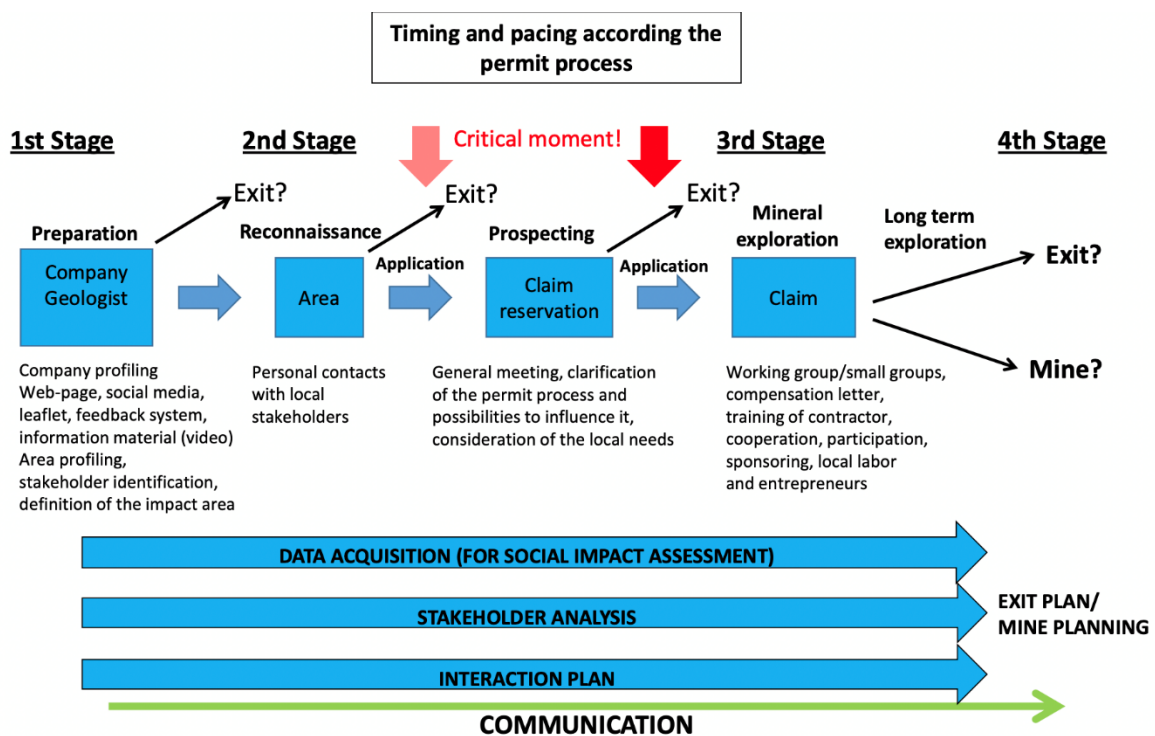 Timing and pacing according the
permit process
1st Stage
2nd Stage
Critical moment!
3rd Stage
4th Stage
Exit?
Exit?
Exit?
Preparation
Reconnaissance
Prospecting
Mineral
exploration
Long term
exploration
Company
Geologist
Area
Application
Claim
reservation
Application
Claim
Exit?
Mine?
Company profiling
Web-page, social media,
leaflet, feedback system,
information material (video)
Area profiling,
stakeholder identification,
definition of the impact area
Personal contacts
with local
stakeholders
General meeting, clarification
of the permit process and
possibilities to influence it,
consideration of the local needs
Working group/small groups,
compensation letter,
training of contractor,
cooperation, participation,
sponsoring, local labor
and entrepreneurs
DATA ACQUISITION (FOR SOCIAL IMPACT ASSESSMENT)
STAKEHOLDER ANALYSIS
INTERACTION PLAN
EXIT PLAN/
MINE PLANNING
COMMUNICATION